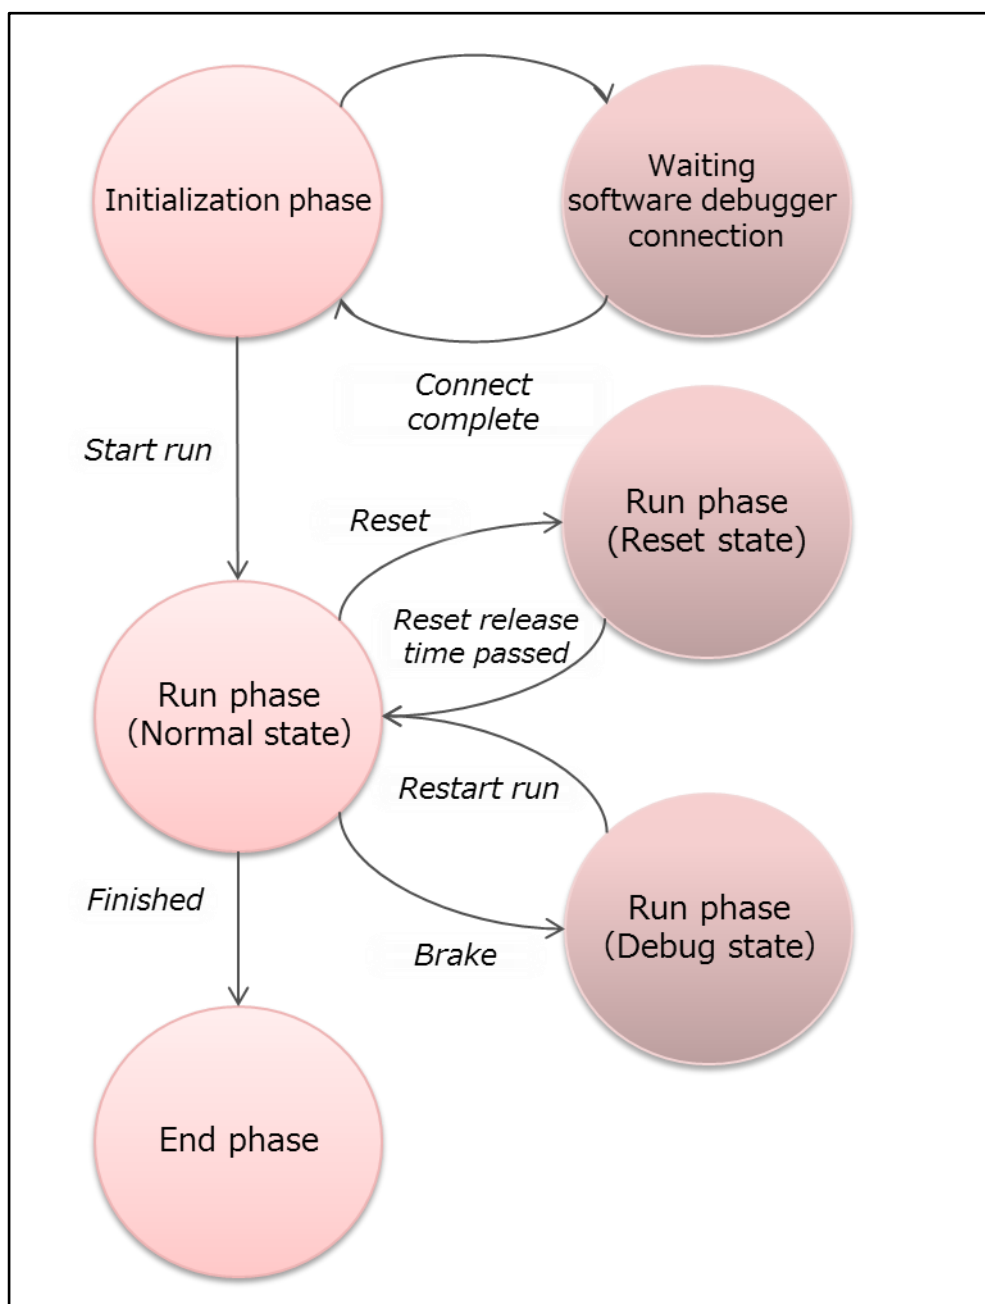 Initialization phase
Waiting
software debugger
connection
Connect
complete
Start run
Reset
Run phase
(Reset state)
Reset release
time passed
Run phase
(Normal state)
Restart run
Finished
Brake
Run phase
(Debug state)
End phase